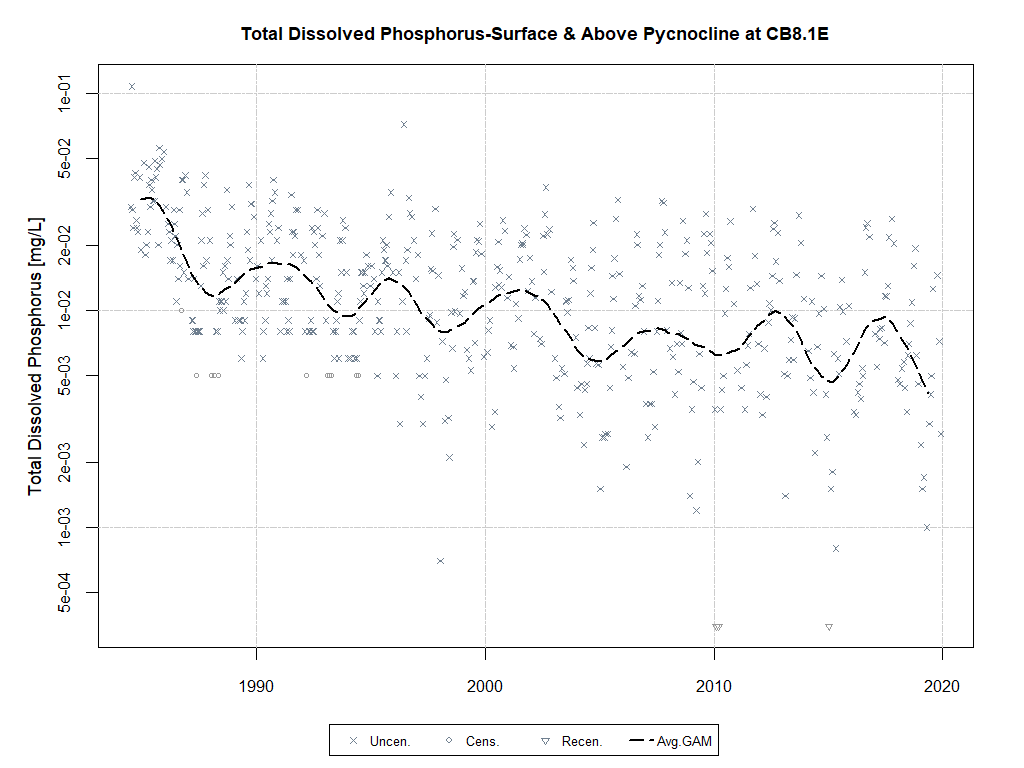 Total Dissolved Phosphorus-Surface & Above Pycnocline at CB8.1E
Total Dissolved Phosphorus [mg/L]
1e-01
5e-02
2e-02
1e-02
5e-03
2e-03
1e-03
5e-04
1990 2000 2010 2020
Uncen. Cens. Recen. Avg.GAM